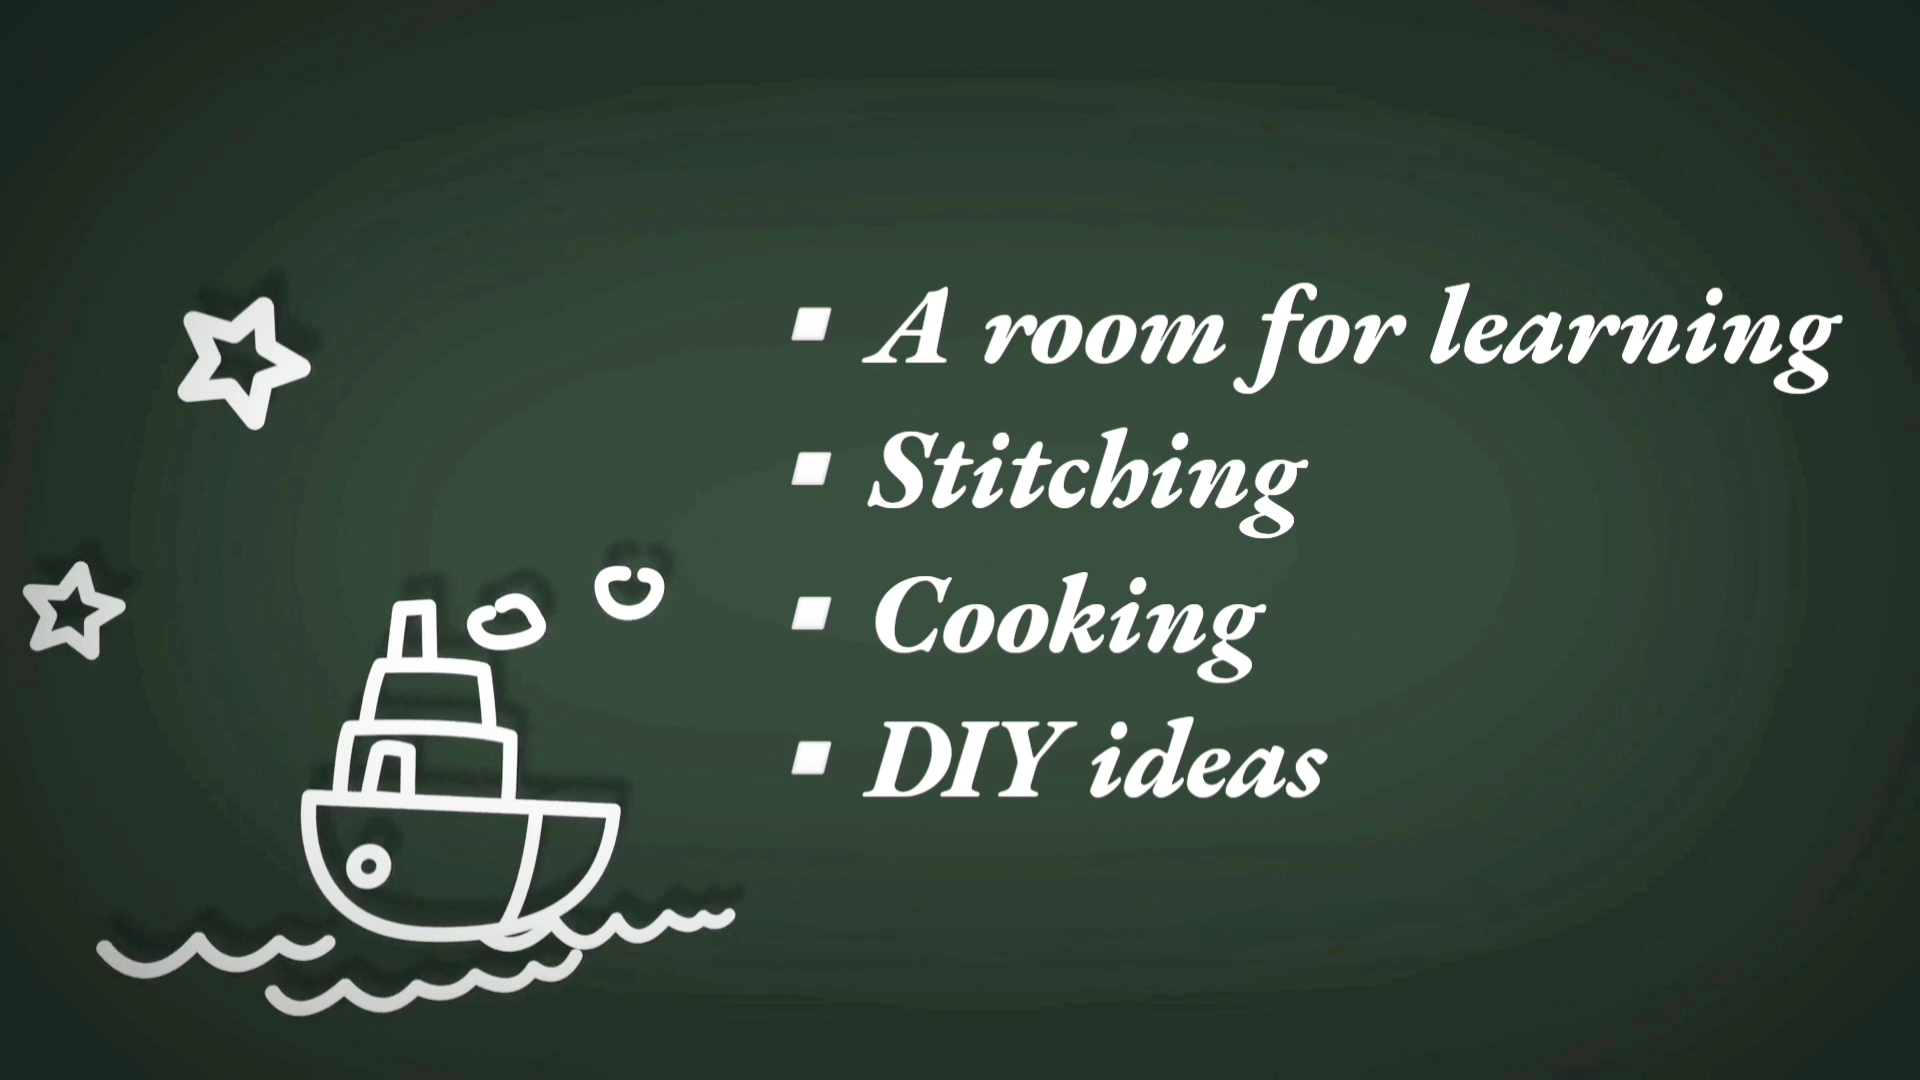 ▪ A room for learning
▪ Stitching
▪ Cooking
▪ DIY ideas